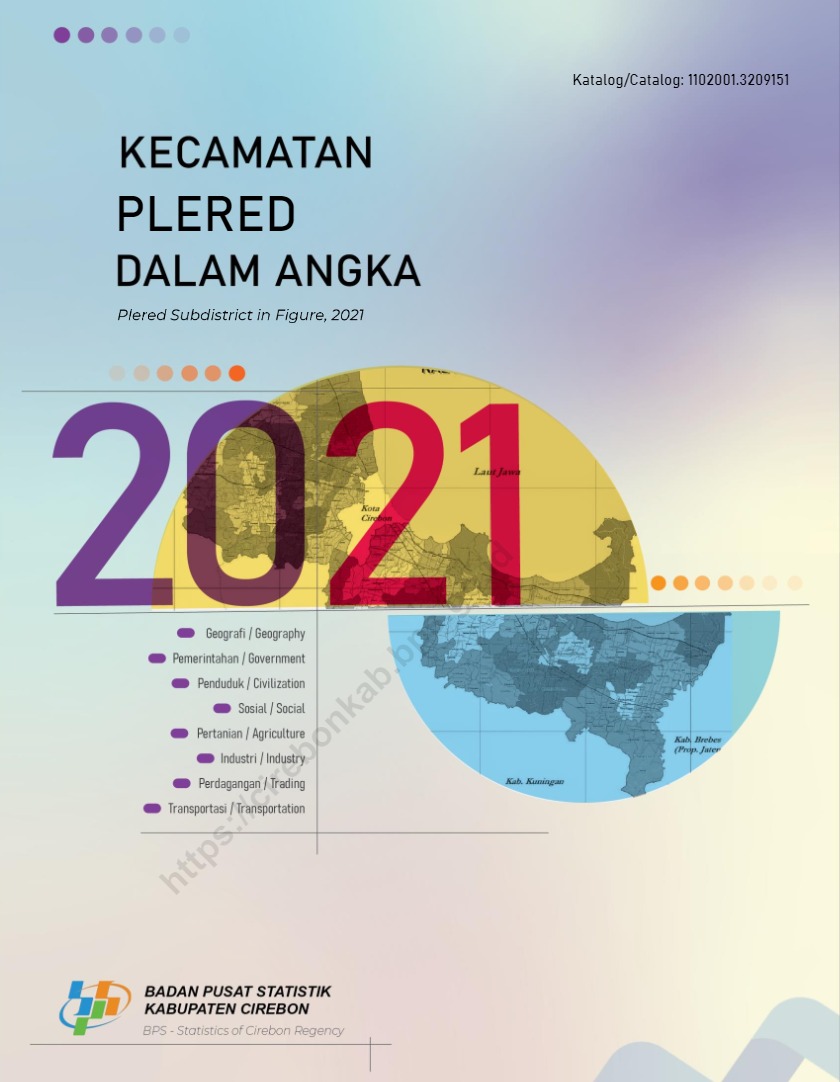 Katalog/Catalog: 1102001.3209151
KECAMATAN
PLERED
DALAM ANGKA
Plered Subdistrict in Figure, 2021
2021
Laut Jawa
Kota
Cirebon
Geografi / Geography
Pemerintahan / Government
Penduduk / Civilization
Sosial / Social
Pertanian / Agriculture
Industri / Industry
Perdagangan / Trading
Transportasi / Transportation
Kab. Brebes
(Prop. Jaten
Kab. Kuningan
BADAN PUSAT STATISTIK
KABUPATEN CIREBON
BPS - Statistics of Cirebon Regency